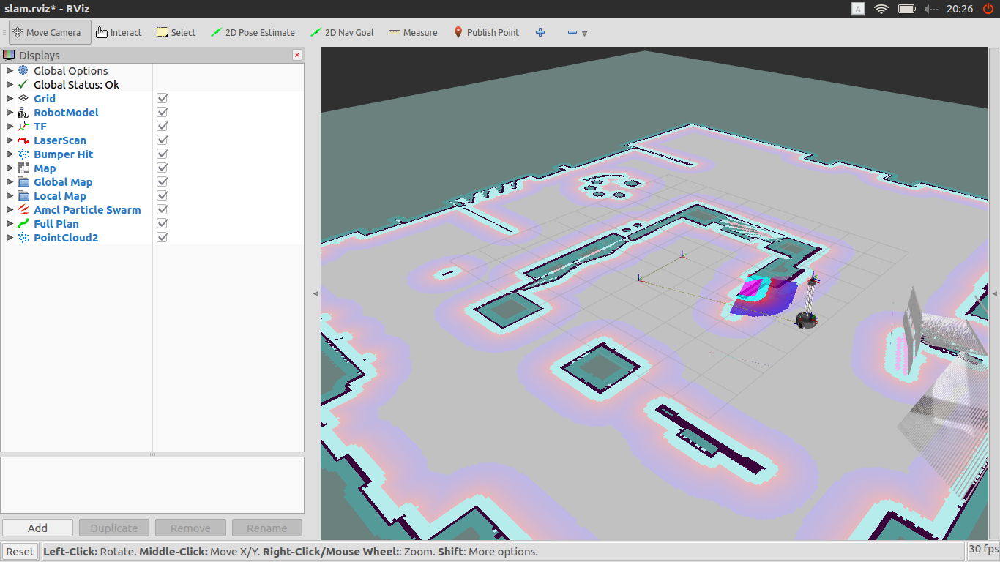 slam.rviz* - RViz
A
20:26
Move Camera
Interact
Select
2D Pose Estimate
2D Nav Goal
Measure
Publish Point
Displays
Global Options
Global Status: Ok
Grid
RobotModel
TF
LaserScan
Bumper Hit
Map
Global Map
Local Map
Amcl Particle Swarm
Full Plan
PointCloud2
Add
Duplicate
Remove
Rename
Reset
Left-Click: Rotate. Middle-Click: Move X/Y. Right-Click/Mouse Wheel:: Zoom. Shift: More options.
30 fps